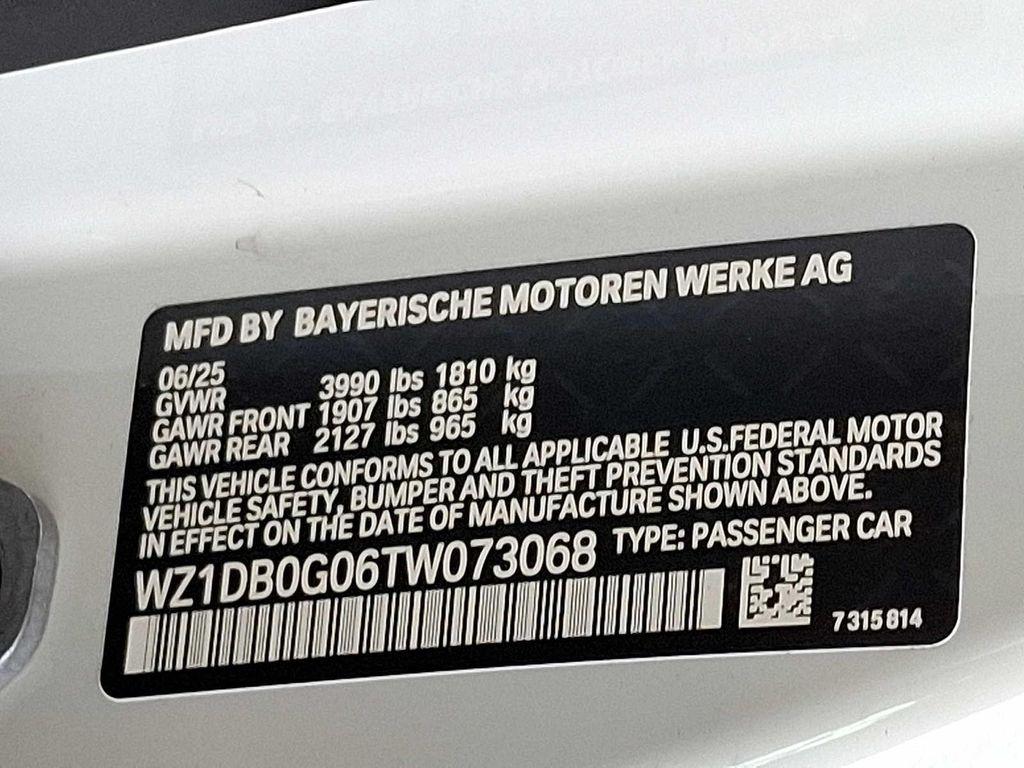 MFD BY BAYERISCHE MOTOREN WERKE AG
06/25
GVWR 3990 lbs 1810 kg
GAWR FRONT 1907 lbs 865 kg
GAWR REAR 2127 lbs 965 kg
THIS VEHICLE CONFORMS TO ALL APPLICABLE U.S.FEDERAL MOTOR
VEHICLE SAFETY, BUMPER AND THEFT PREVENTION STANDARDS
IN EFFECT ON THE DATE OF MANUFACTURE SHOWN ABOVE.
WZ1DB0G06TW073068 TYPE: PASSENGER CAR
7315814